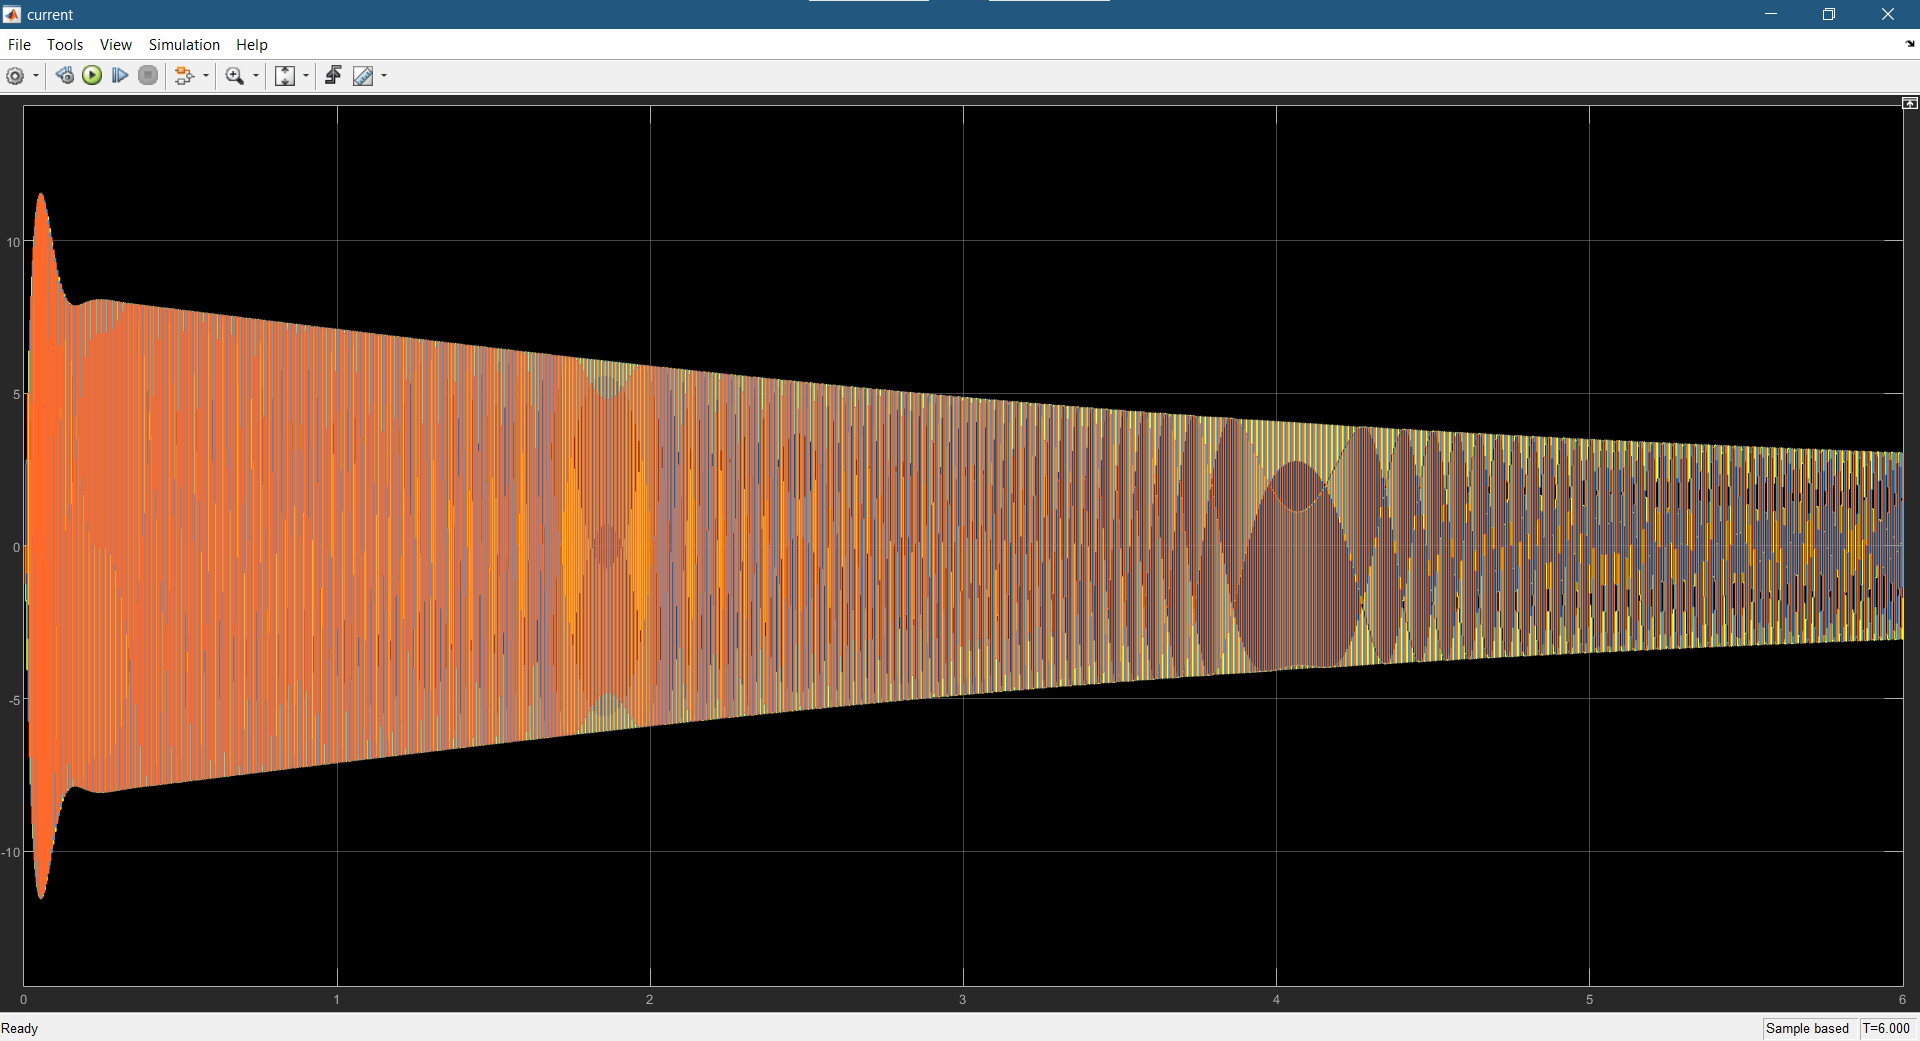 current
File Tools View Simulation Help
10
5
0
-5
-10
0 1 2 3 4 5 6
Ready
Sample based T=6.000